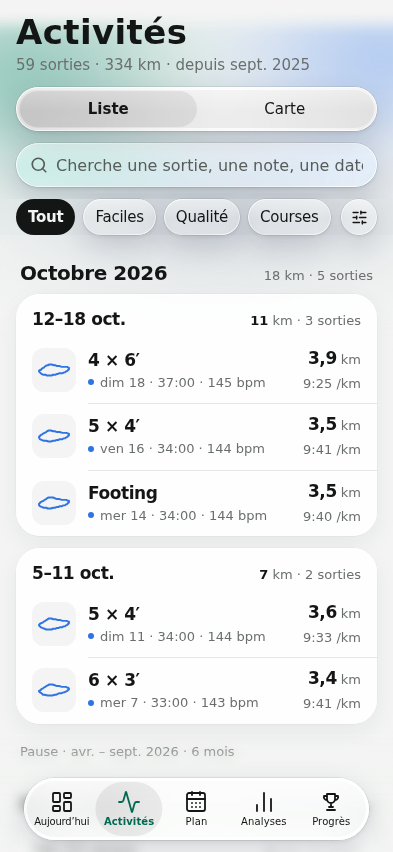 Activités
59 sorties · 334 km · depuis sept. 2025
Liste
Carte
Cherche une sortie, une note, une date
Tout
Faciles
Qualité
Courses
Octobre 2026
18 km · 5 sorties
12–18 oct.
11 km · 3 sorties
4 × 6′
3,9 km
dim 18 · 37:00 · 145 bpm
9:25 /km
5 × 4′
3,5 km
ven 16 · 34:00 · 144 bpm
9:41 /km
Footing
3,5 km
mer 14 · 34:00 · 144 bpm
9:40 /km
5–11 oct.
7 km · 2 sorties
5 × 4′
3,6 km
dim 11 · 34:00 · 144 bpm
9:33 /km
6 × 3′
3,4 km
mer 7 · 33:00 · 143 bpm
9:41 /km
Pause · avr. – sept. 2026 · 6 mois
Aujourd’hui
Activités
Plan
Analyses
Progrès